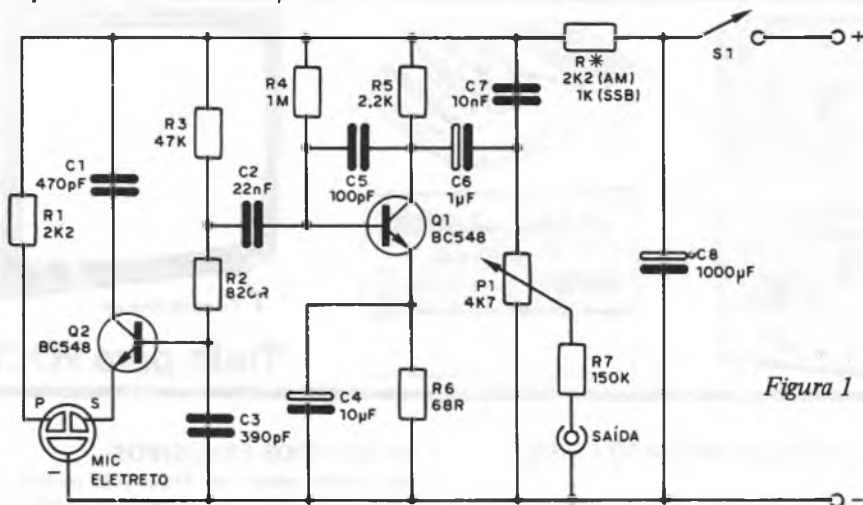 R4
1M
R5
2,2K
C7
10nF
R*
2K2 (AM)
1K (SSB)
S1
+
R3
47K
C1
470pF
C2
22nF
C5
100pF
C6
1µF
R1
2K2
Q1
BC548
R2
820R
P1
4K7
C8
1000µF
Q2
BC548
R7
150K
Figura 1
P
S
C4
10µF
R6
68R
C3
390pF
SAÍDA
MIC
ELETRETO